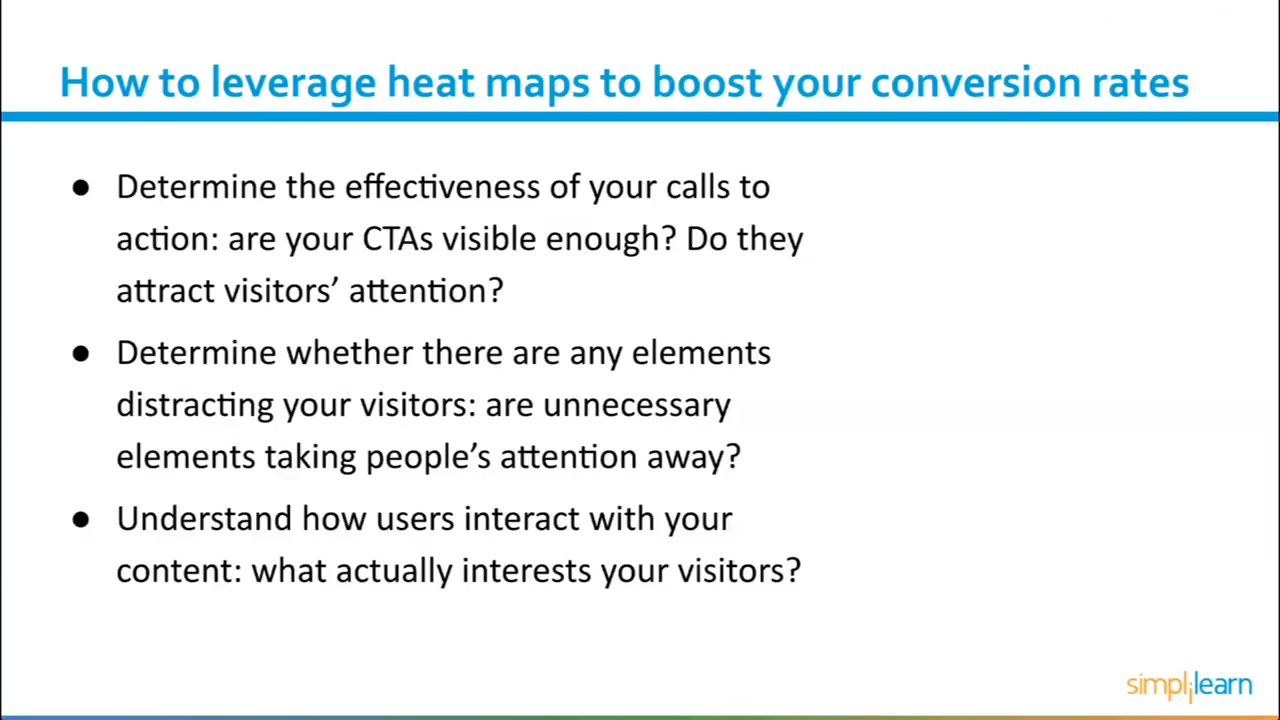 How to leverage heat maps to boost your conversion rates
● Determine the effectiveness of your calls to
action: are your CTAs visible enough? Do they
attract visitors’ attention?
● Determine whether there are any elements
distracting your visitors: are unnecessary
elements taking people’s attention away?
● Understand how users interact with your
content: what actually interests your visitors?
simplilearn